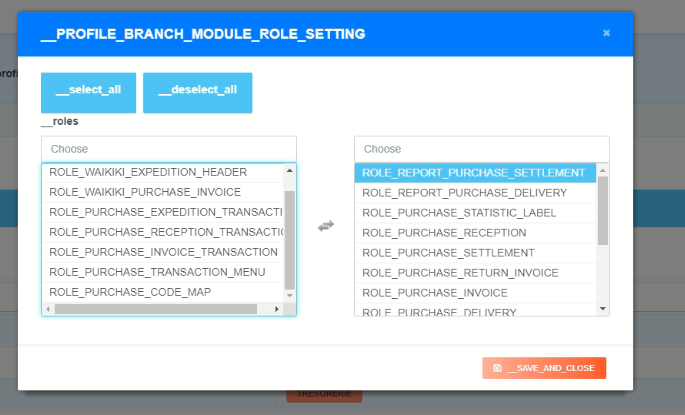 __PROFILE_BRANCH_MODULE_ROLE_SETTING ×
profi
__select_all __deselect_all
__roles
Choose Choose
ROLE_WAIKIKI_EXPEDITION_HEADER ROLE_REPORT_PURCHASE_SETTLEMENT
ROLE_WAIKIKI_PURCHASE_INVOICE ROLE_REPORT_PURCHASE_DELIVERY
ROLE_PURCHASE_EXPEDITION_TRANSACTI ROLE_PURCHASE_STATISTIC_LABEL
ROLE_PURCHASE_RECEPTION_TRANSACTIO ROLE_PURCHASE_RECEPTION
ROLE_PURCHASE_INVOICE_TRANSACTION ROLE_PURCHASE_SETTLEMENT
ROLE_PURCHASE_TRANSACTION_MENU ROLE_PURCHASE_RETURN_INVOICE
ROLE_PURCHASE_CODE_MAP ROLE_PURCHASE_INVOICE
ROLE_PURCHASE_DELIVERY
__SAVE_AND_CLOSE
TRESORERIE